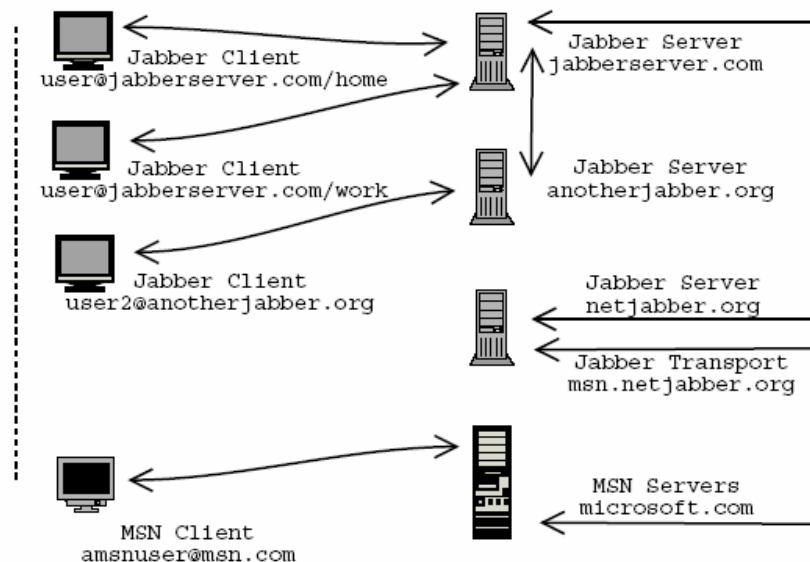 Jabber Client
user@jabberserver.com/home
Jabber Server
jabberserver.com
Jabber Client
user@jabberserver.com/work
Jabber Server
anotherjabber.org
Jabber Client
user2@anotherjabber.org
Jabber Server
netjabber.org
Jabber Transport
msn.netjabber.org
MSN Client
amsnuser@msn.com
MSN Servers
microsoft.com